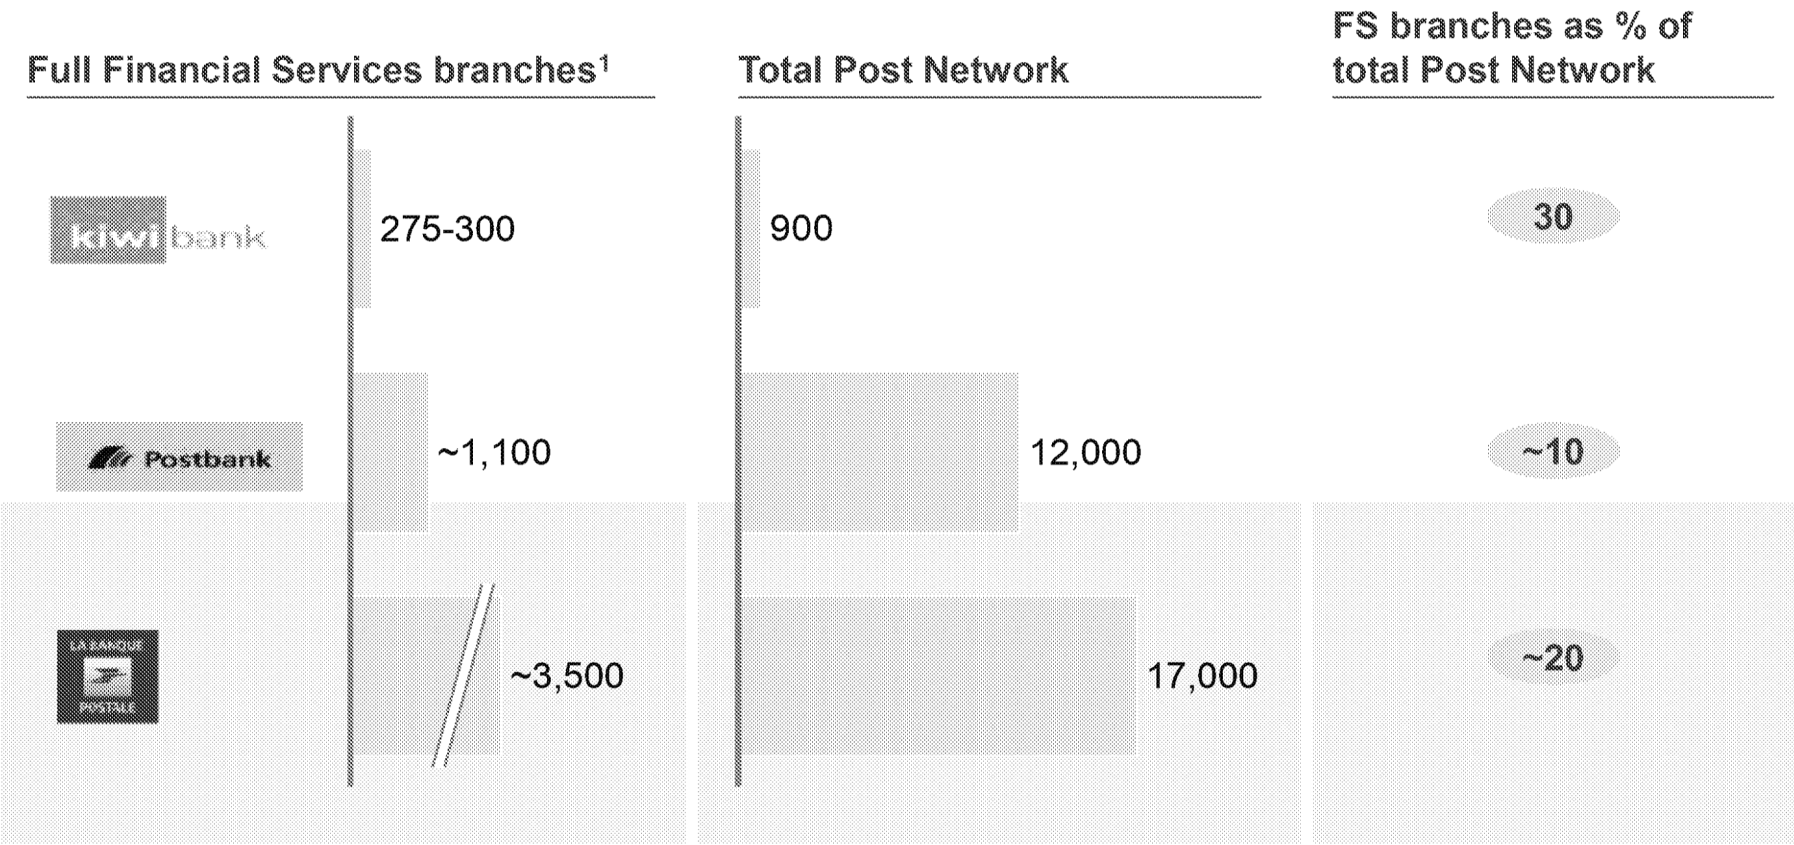 Full Financial Services branches¹
Total Post Network
FS branches as % of
total Post Network
kiwibank
275-300
900
30
Postbank
~1,100
12,000
~10
LA BANQUE
POSTALE
~3,500
17,000
~20